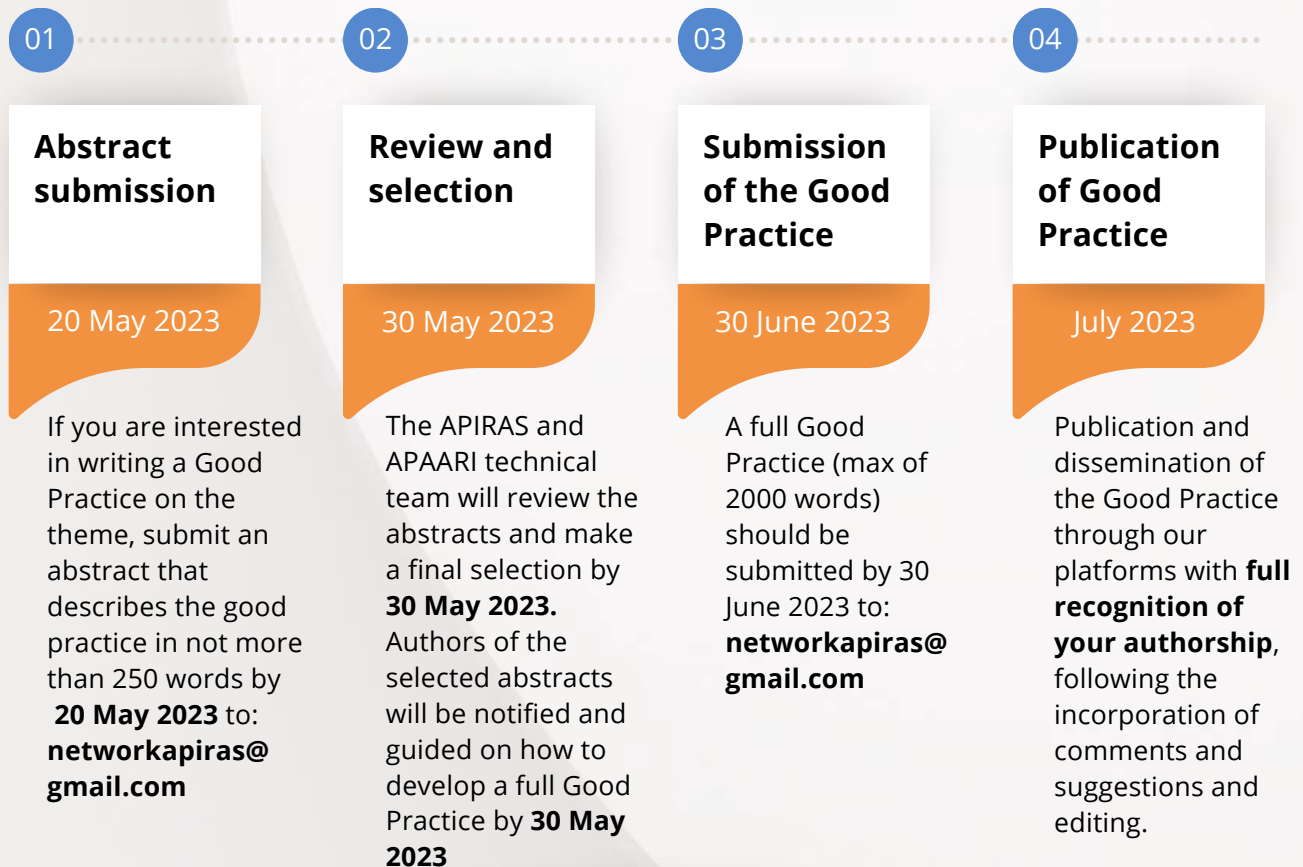 01
Abstract
submission
20 May 2023
If you are interested
in writing a Good
Practice on the
theme, submit an
abstract that
describes the good
practice in not more
than 250 words by
20 May 2023 to:
networkapiras@
gmail.com
02
Review and
selection
30 May 2023
The APIRAS and
APAARI technical
team will review the
abstracts and make
a final selection by
30 May 2023.
Authors of the
selected abstracts
will be notified and
guided on how to
develop a full Good
Practice by 30 May
2023
03
Submission
of the Good
Practice
30 June 2023
A full Good
Practice (max of
2000 words)
should be
submitted by 30
June 2023 to:
networkapiras@
gmail.com
04
Publication
of Good
Practice
July 2023
Publication and
dissemination of
the Good Practice
through our
platforms with full
recognition of
your authorship,
following the
incorporation of
comments and
suggestions and
editing.